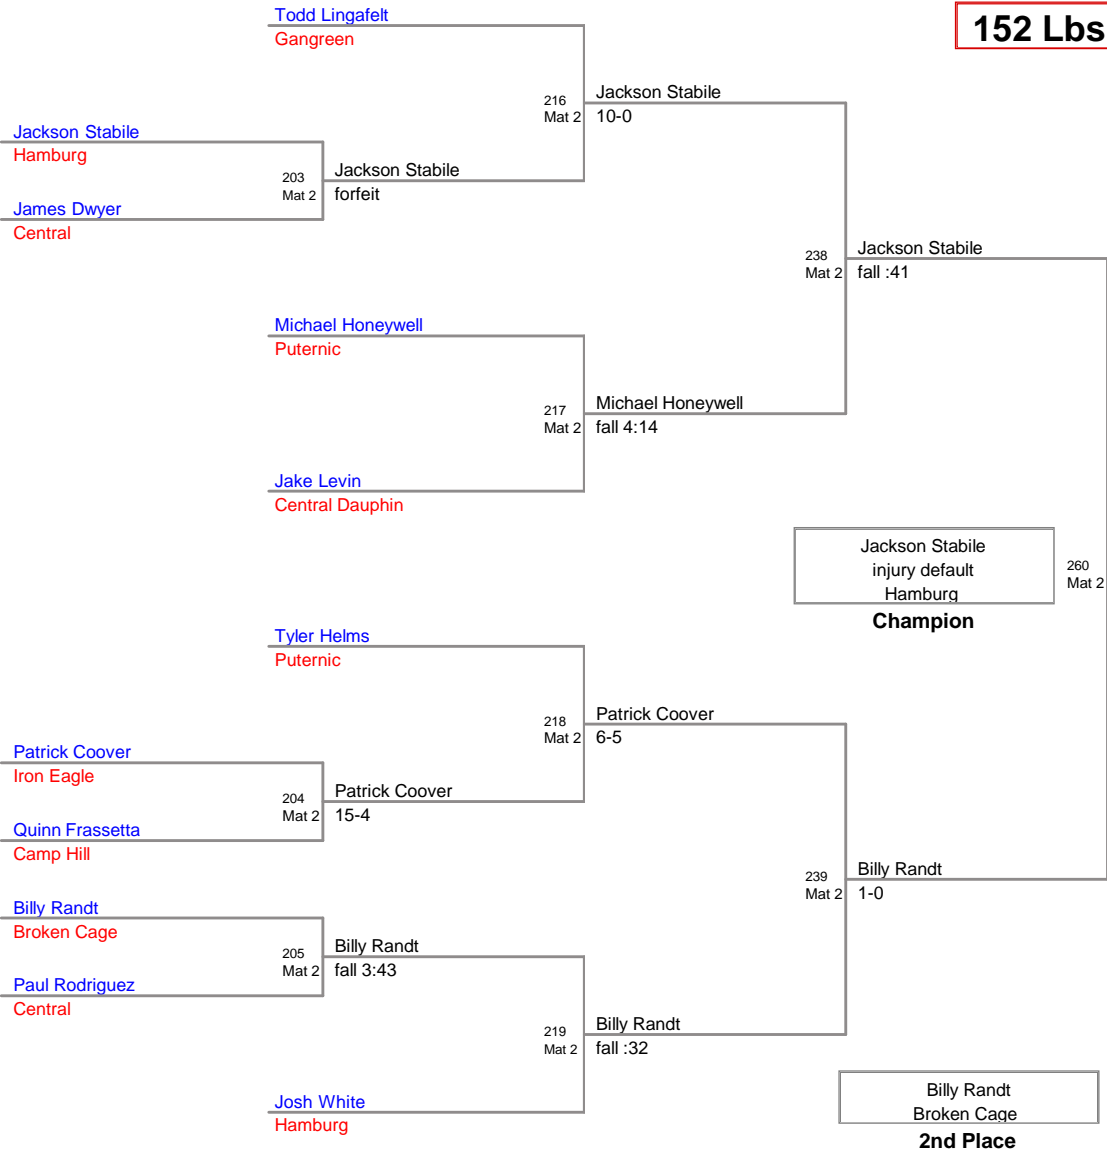 Todd Lingafelt
Gangreen
152 Lbs
216
Mat 2
Jackson Stabile
10-0
Jackson Stabile
Hamburg
203
Mat 2
Jackson Stabile
forfeit
James Dwyer
Central
238
Mat 2
Jackson Stabile
fall :41
Michael Honeywell
Puternic
217
Mat 2
Michael Honeywell
fall 4:14
Jake Levin
Central Dauphin
Jackson Stabile
injury default
Hamburg
Champion
260
Mat 2
Tyler Helms
Puternic
218
Mat 2
Patrick Coover
6-5
Patrick Coover
Iron Eagle
204
Mat 2
Patrick Coover
15-4
Quinn Frassetta
Camp Hill
239
Mat 2
Billy Randt
1-0
Billy Randt
Broken Cage
205
Mat 2
Billy Randt
fall 3:43
Paul Rodriguez
Central
219
Mat 2
Billy Randt
fall :32
Josh White
Hamburg
Billy Randt
Broken Cage
2nd Place